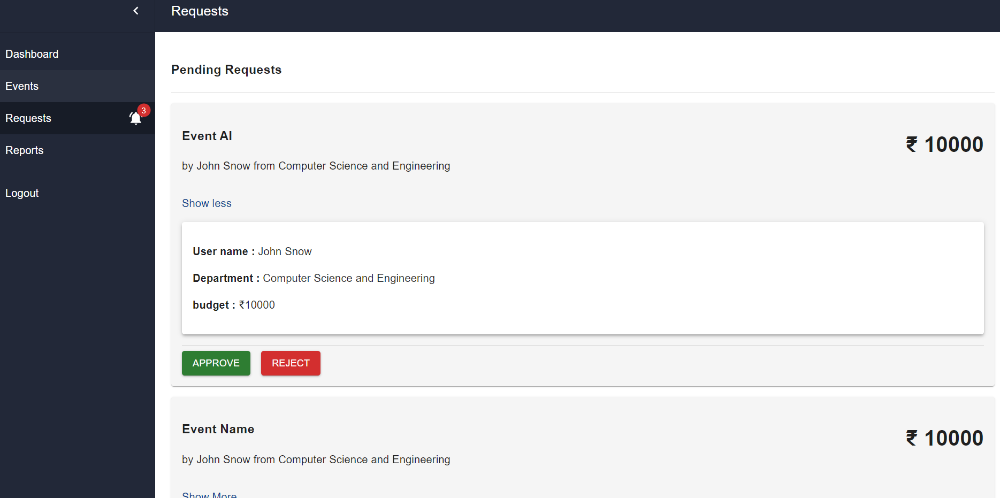 Requests
Dashboard
Events
Requests
3
Reports
Logout
Pending Requests
Event AI
₹ 10000
by John Snow from Computer Science and Engineering
Show less
User name : John Snow
Department : Computer Science and Engineering
budget : ₹10000
APPROVE
REJECT
Event Name
₹ 10000
by John Snow from Computer Science and Engineering
Show More